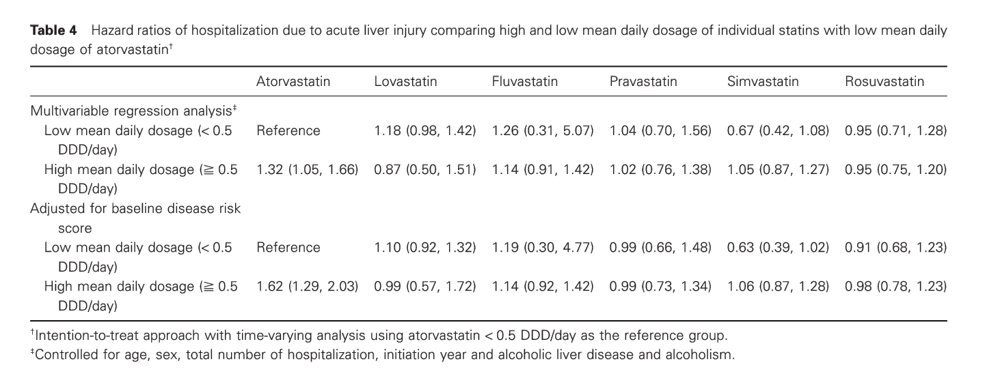 Table 4 Hazard ratios of hospitalization due to acute liver injury comparing high and low mean daily dosage of individual statins with low mean daily
dosage of atorvastatin†
Atorvastatin Lovastatin Fluvastatin Pravastatin Simvastatin Rosuvastatin
Multivariable regression analysis‡
Low mean daily dosage (< 0.5 Reference 1.18 (0.98, 1.42) 1.26 (0.31, 5.07) 1.04 (0.70, 1.56) 0.67 (0.42, 1.08) 0.95 (0.71, 1.28)
DDD/day)
High mean daily dosage (≧ 0.5 1.32 (1.05, 1.66) 0.87 (0.50, 1.51) 1.14 (0.91, 1.42) 1.02 (0.76, 1.38) 1.05 (0.87, 1.27) 0.95 (0.75, 1.20)
DDD/day)
Adjusted for baseline disease risk
score
Low mean daily dosage (< 0.5 Reference 1.10 (0.92, 1.32) 1.19 (0.30, 4.77) 0.99 (0.66, 1.48) 0.63 (0.39, 1.02) 0.91 (0.68, 1.23)
DDD/day)
High mean daily dosage (≧ 0.5 1.62 (1.29, 2.03) 0.99 (0.57, 1.72) 1.14 (0.92, 1.42) 0.99 (0.73, 1.34) 1.06 (0.87, 1.28) 0.98 (0.78, 1.23)
DDD/day)
†Intention-to-treat approach with time-varying analysis using atorvastatin < 0.5 DDD/day as the reference group.
‡Controlled for age, sex, total number of hospitalization, initiation year and alcoholic liver disease and alcoholism.